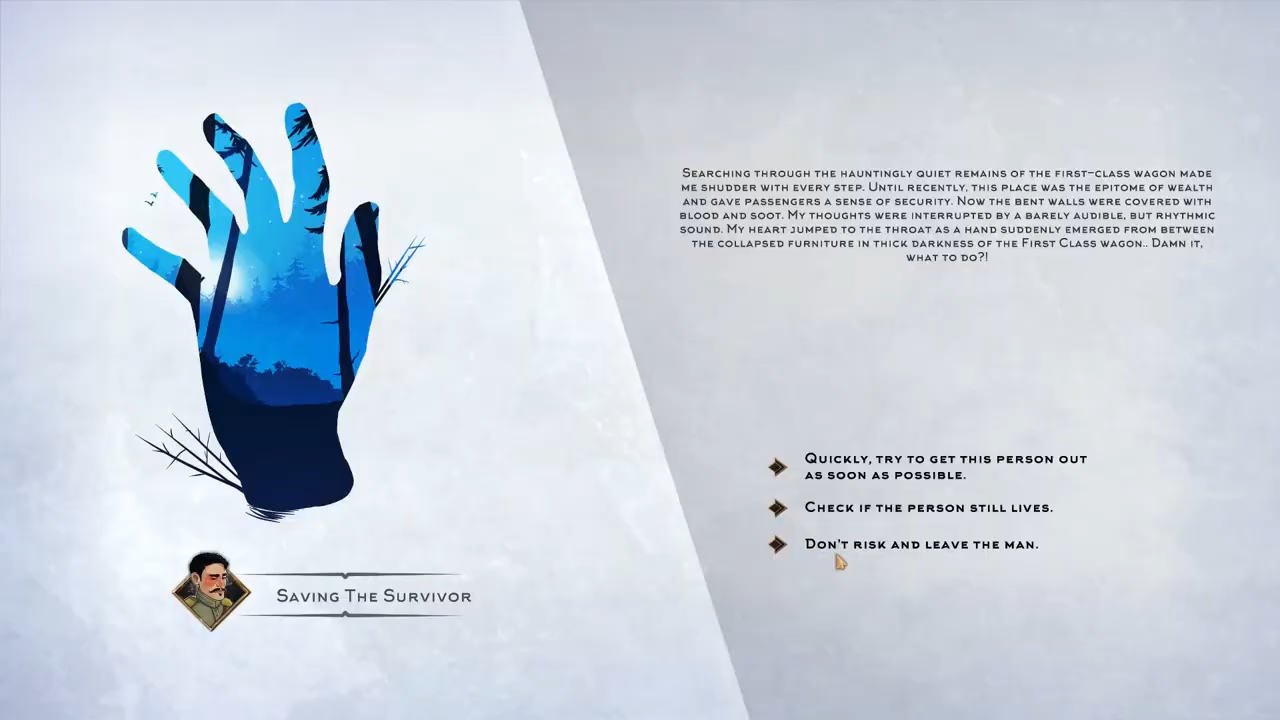 Searching through the hauntingly quiet remains of the first-class wagon made
me shudder with every step. Until recently, this place was the epitome of wealth
and gave passengers a sense of security. Now the bent walls were covered with
blood and soot. My thoughts were interrupted by a barely audible, but rhythmic
sound. My heart jumped to the throat as a hand suddenly emerged from between
the collapsed furniture in thick darkness of the First Class wagon.. Damn it,
what to do?!
Quickly, try to get this person out
as soon as possible.
Check if the person still lives.
Don't risk and leave the man.
Saving The Survivor